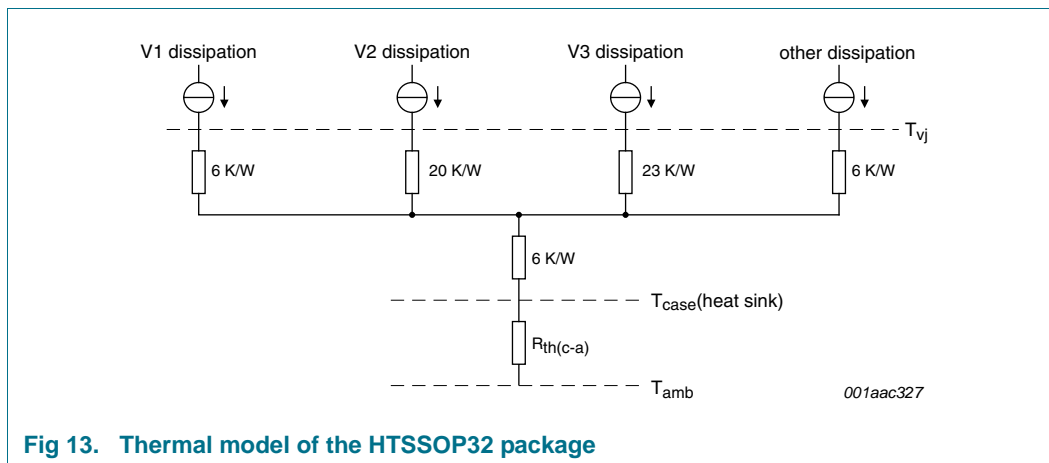 V1 dissipation V2 dissipation V3 dissipation other dissipation
Tvj
6 K/W 20 K/W 23 K/W 6 K/W
6 K/W
Tcase(heat sink)
Rth(c-a)
Tamb
001aac327
Fig 13. Thermal model of the HTSSOP32 package